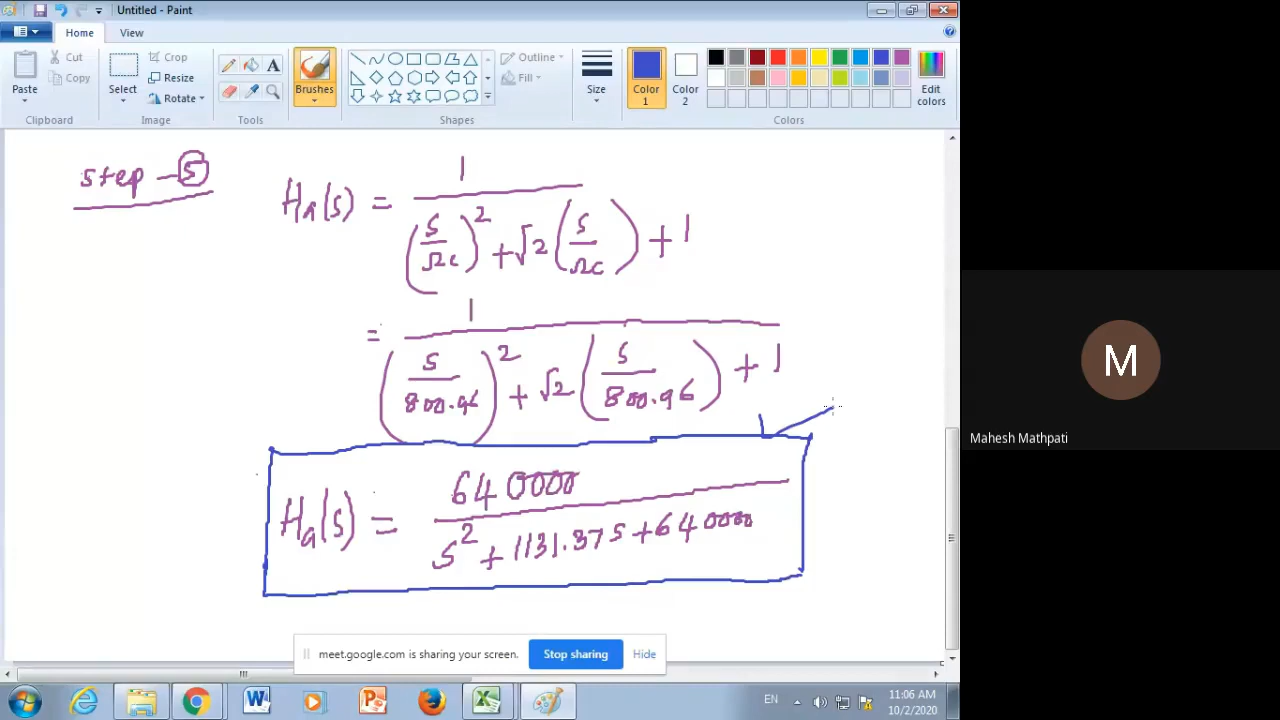 Untitled - Paint
Home View
Paste
Cut
Copy
Select
Crop
Resize
Rotate
Brushes
Outline
Fill
Size
Color 1
Color 2
Edit colors
Clipboard Image Tools Shapes Colors
step - 5
Ha(s) = 1 / ((s/Ωc)² + √2 (s/Ωc) + 1)
= 1 / ((s/800.96)² + √2 (s/800.96) + 1)
Ha(s) = 640000 / (s² + 1131.37s + 640000)
M
Mahesh Mathpati
meet.google.com is sharing your screen. Stop sharing Hide
EN
11:06 AM
10/2/2020